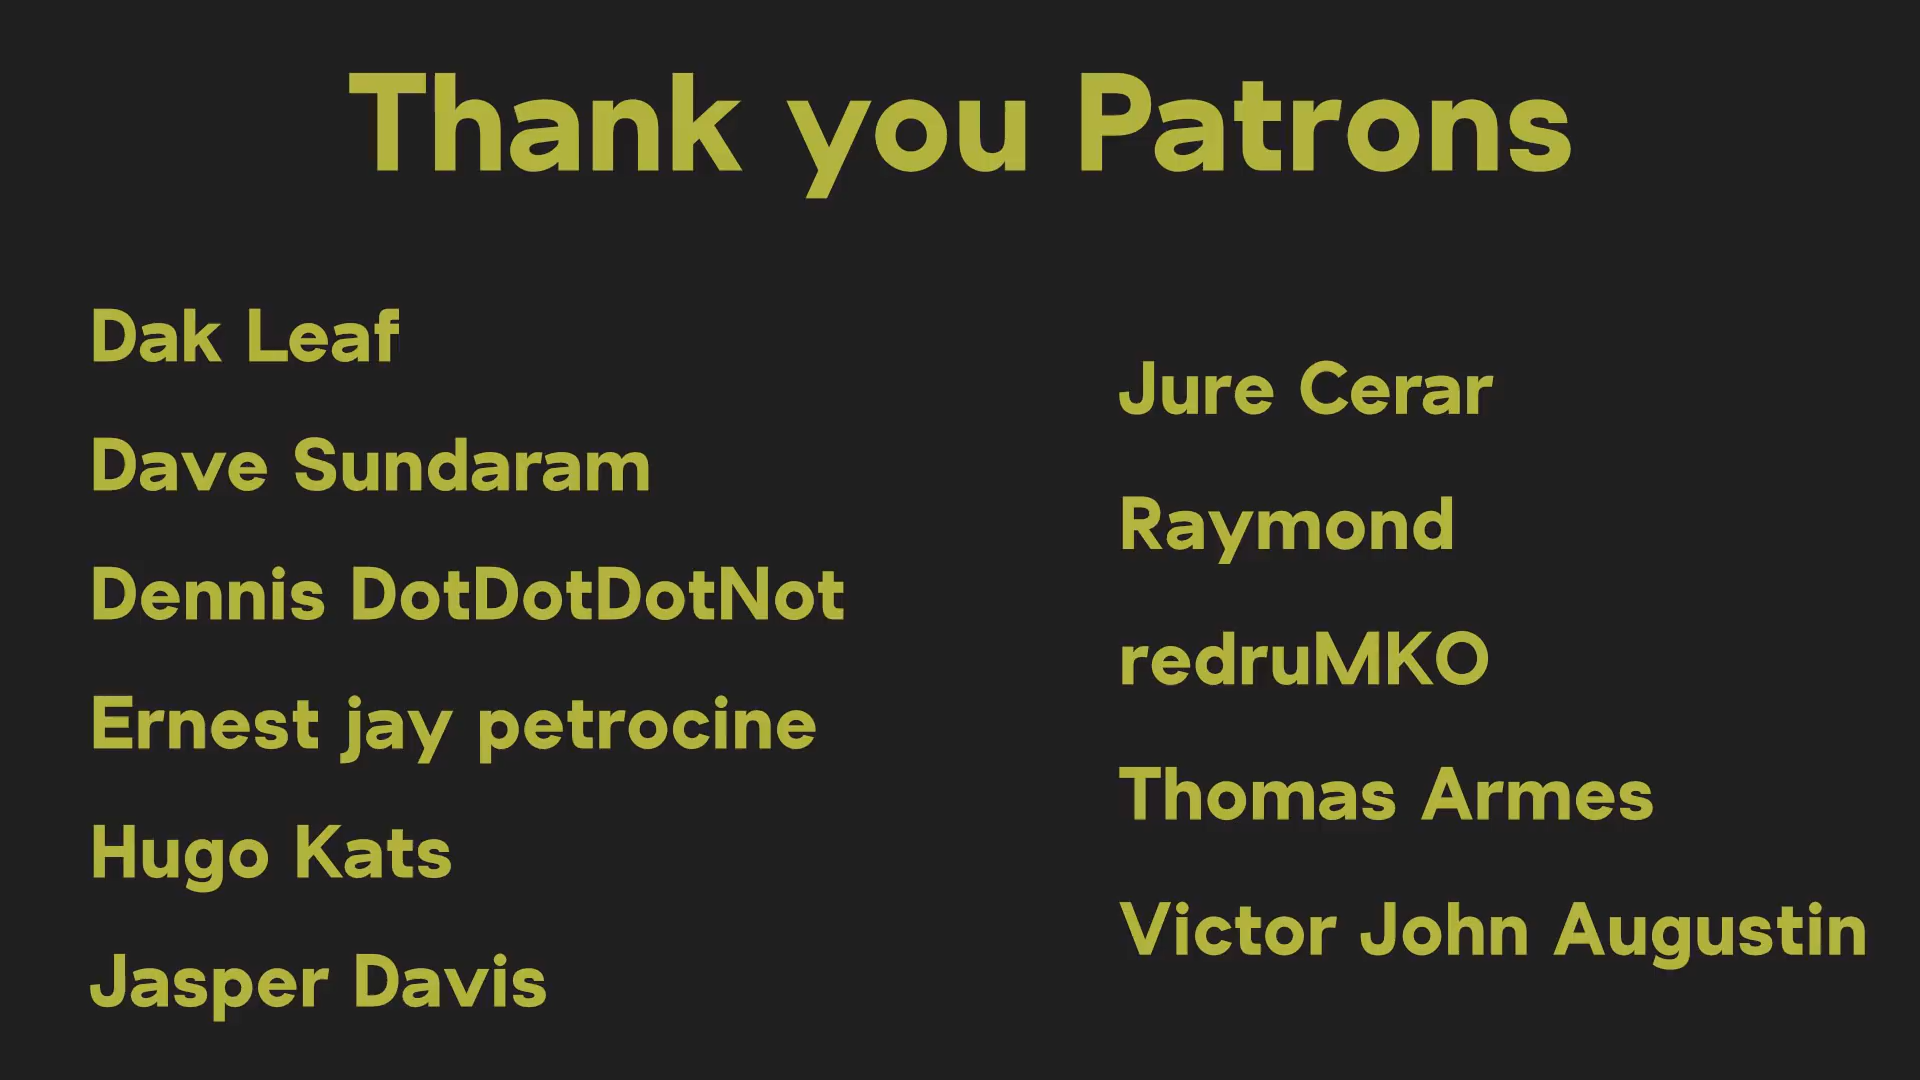 Thank you Patrons
Dak Leaf
Dave Sundaram
Dennis DotDotDotNot
Ernest jay petrocine
Hugo Kats
Jasper Davis
Jure Cerar
Raymond
redruMKO
Thomas Armes
Victor John Augustin